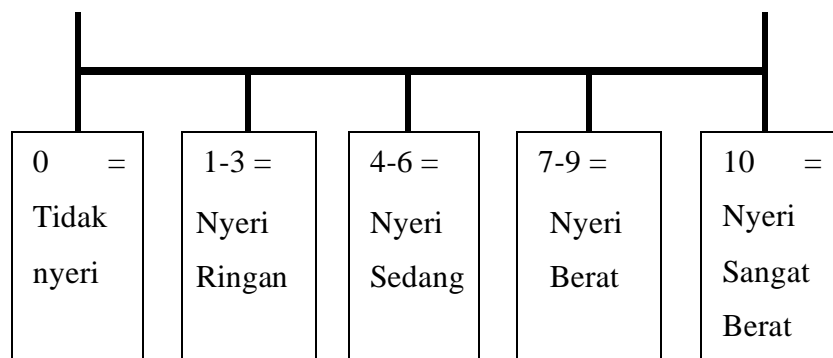 0 =
Tidak
nyeri
1-3 =
Nyeri
Ringan
4-6 =
Nyeri
Sedang
7-9 =
Nyeri
Berat
10 =
Nyeri
Sangat
Berat